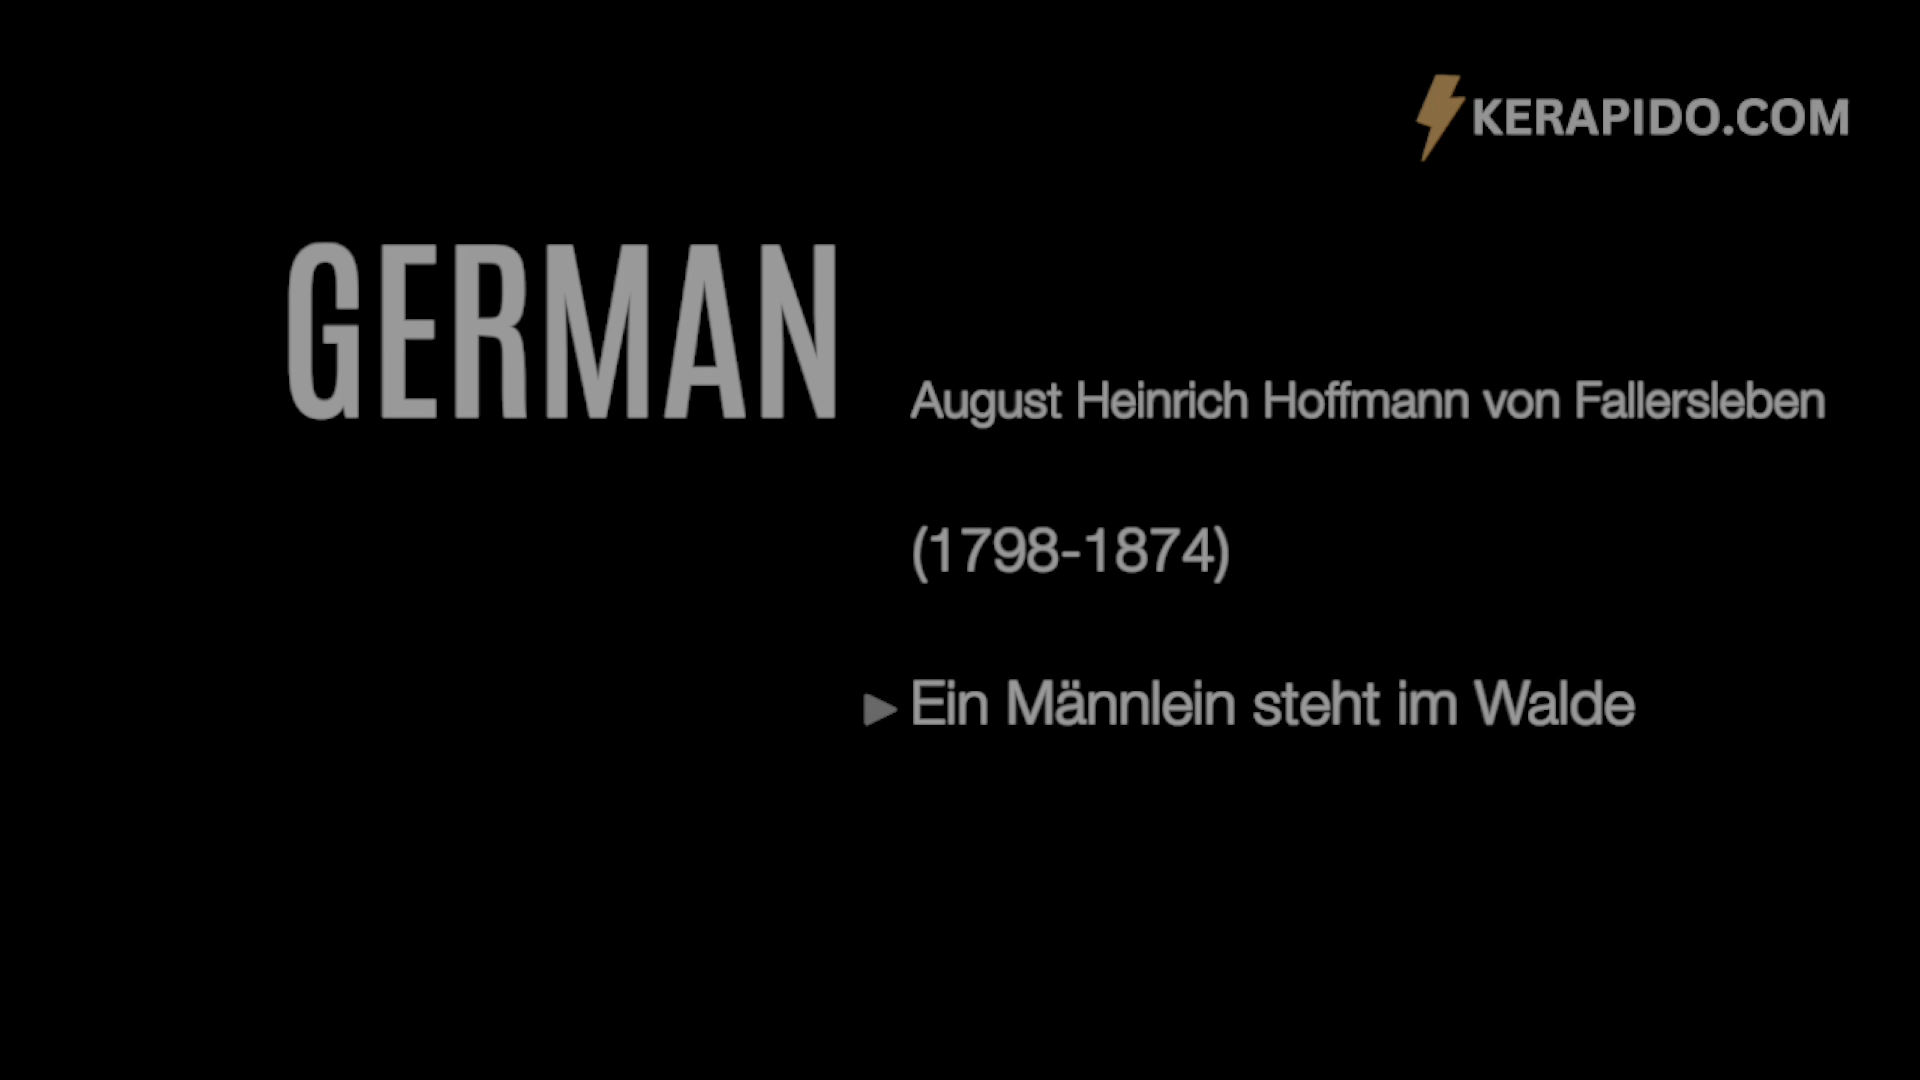 KERAPIDO.COM
GERMAN
August Heinrich Hoffmann von Fallersleben
(1798-1874)
Ein Männlein steht im Walde